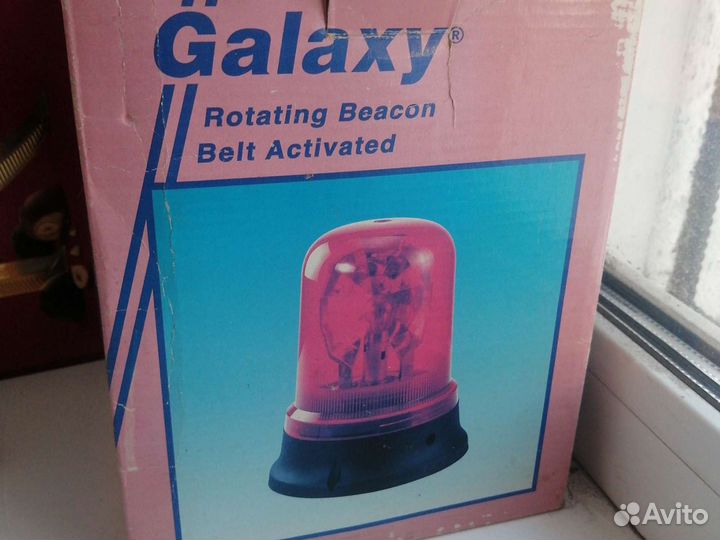 Galaxy®
Rotating Beacon
Belt Activated
Avito